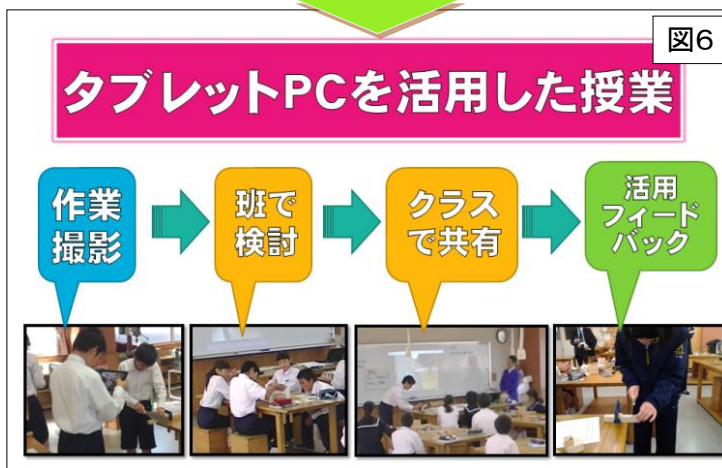 図6
タブレットPCを活用した授業
作業
撮影
班で
検討
クラス
で共有
活用
フィード
バック